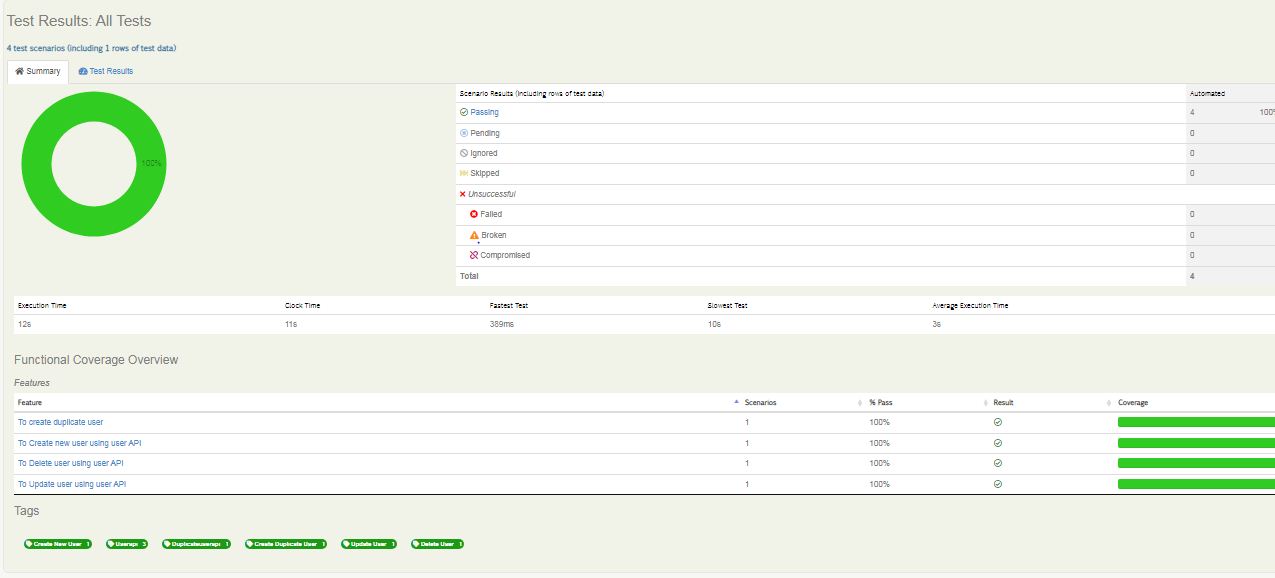 Test Results: All Tests
4 test scenarios (including 1 rows of test data)
Summary Test Results
100%
Scenario Results (including rows of test data) Automated
Passing 4 100%
Pending 0
Ignored 0
Skipped 0
Unsuccessful
Failed 0
Broken 0
Compromised 0
Total 4
Execution Time Clock Time Fastest Test Slowest Test Average Execution Time
12s 11s 389ms 10s 3s
Functional Coverage Overview
Features
Feature Scenarios % Pass Result Coverage
To create duplicate user 1 100%
To Create new user using user API 1 100%
To Delete user using user API 1 100%
To Update user using user API 1 100%
Tags
Create New User 1 Userapi 3 Duplicateuserapi 1 Create Duplicate User 1 Update User 1 Delete User 1